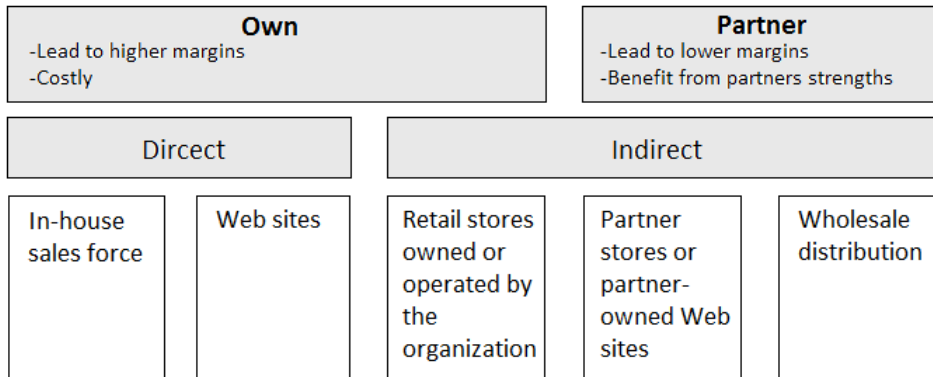 Own
-Lead to higher margins
-Costly
Partner
-Lead to lower margins
-Benefit from partners strengths
Dircect
Indirect
In-house
sales force
Web sites
Retail stores
owned or
operated by
the
organization
Partner
stores or
partner-
owned Web
sites
Wholesale
distribution